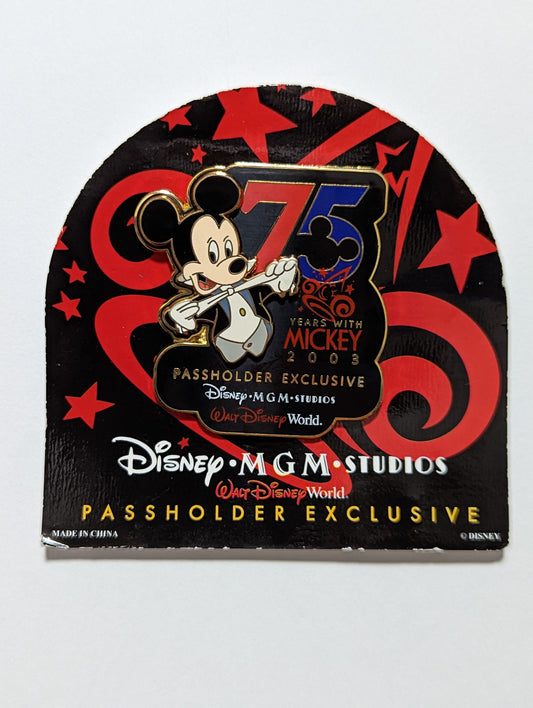 75
YEARS WITH
MICKEY
2003
PASSHOLDER EXCLUSIVE
Disney · MGM · STUDIOS
Walt Disney World.
Disney · MGM · STUDIOS
Walt Disney World.
PASSHOLDER EXCLUSIVE
MADE IN CHINA © DISNEY